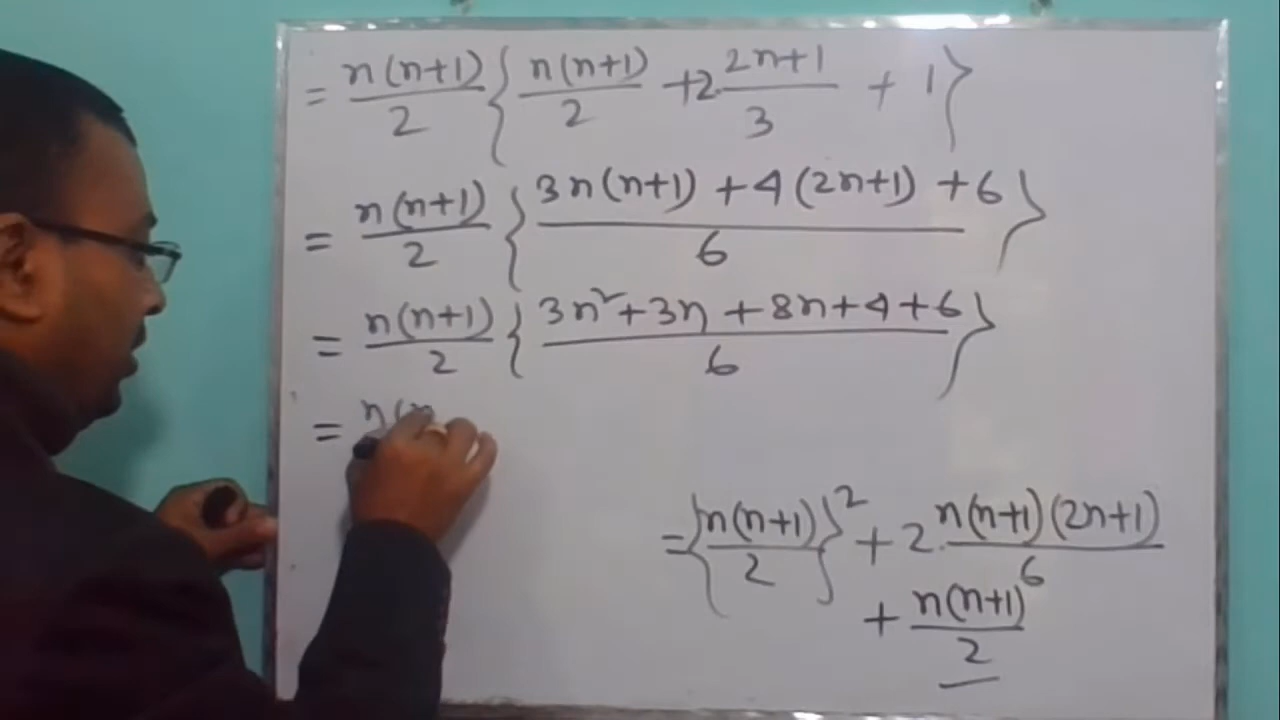 = n(n+1)/2 { n(n+1)/2 + 2. 2n+1/3 + 1 }
= n(n+1)/2 { 3n(n+1) + 4(2n+1) + 6 / 6 }
= n(n+1)/2 { 3n² + 3n + 8n + 4 + 6 / 6 }
= n(n
= { n(n+1)/2 }² + 2. n(n+1)(2n+1)/6
+ n(n+1)/2